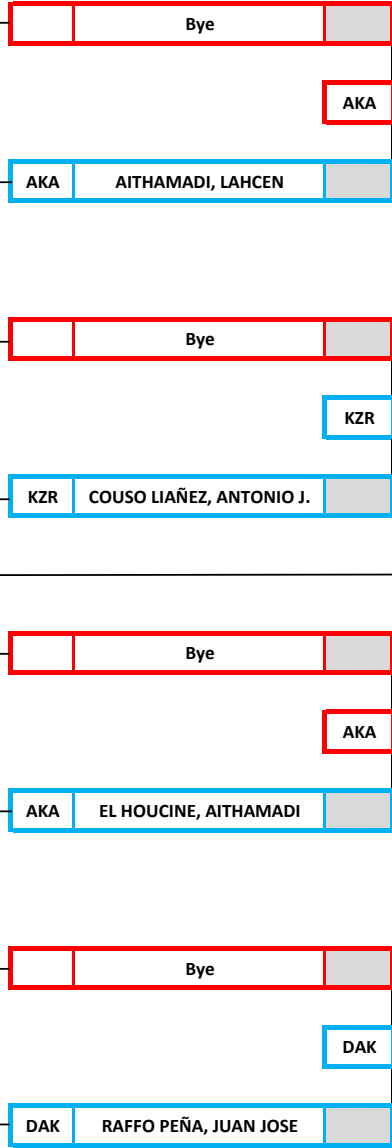 Bye
AKA
AKA AITHAMADI, LAHCEN
Bye
KZR
KZR COUSO LIAÑEZ, ANTONIO J.
Bye
AKA
AKA EL HOUCINE, AITHAMADI
Bye
DAK
DAK RAFFO PEÑA, JUAN JOSE